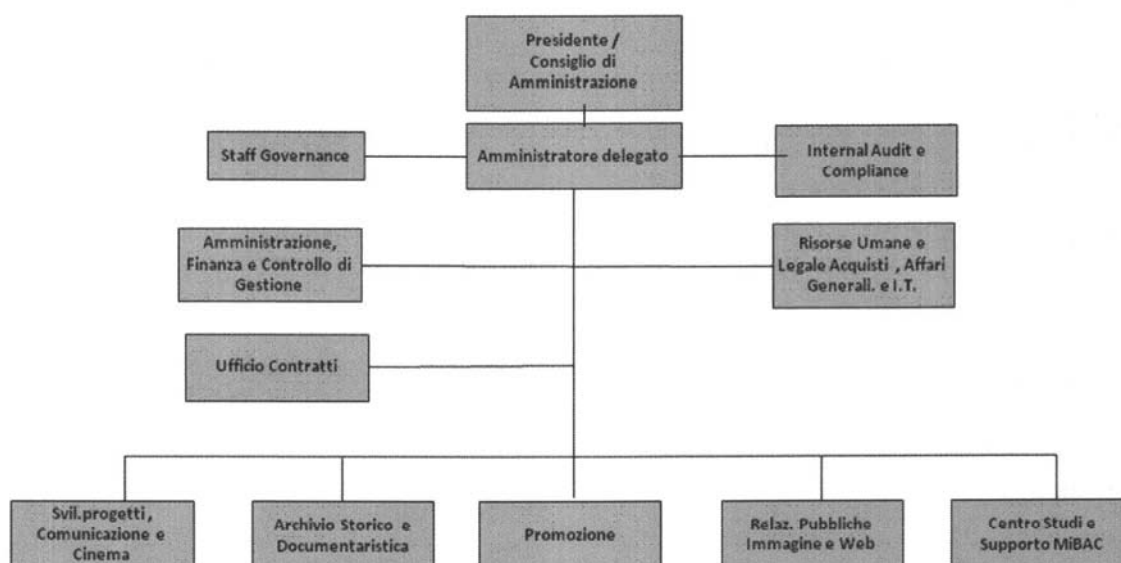 Presidente /
Consiglio di
Amministrazione
Staff Governance
Amministratore delegato
Internal Audit e
Compliance
Amministrazione,
Finanza e Controllo di
Gestione
Risorse Umane e
Legale Acquisti , Affari
Generali. e I.T.
Ufficio Contratti
Svil.progetti ,
Comunicazione e
Cinema
Archivio Storico e
Documentaristica
Promozione
Relaz. Pubbliche
Immagine e Web
Centro Studi e
Supporto MiBAC